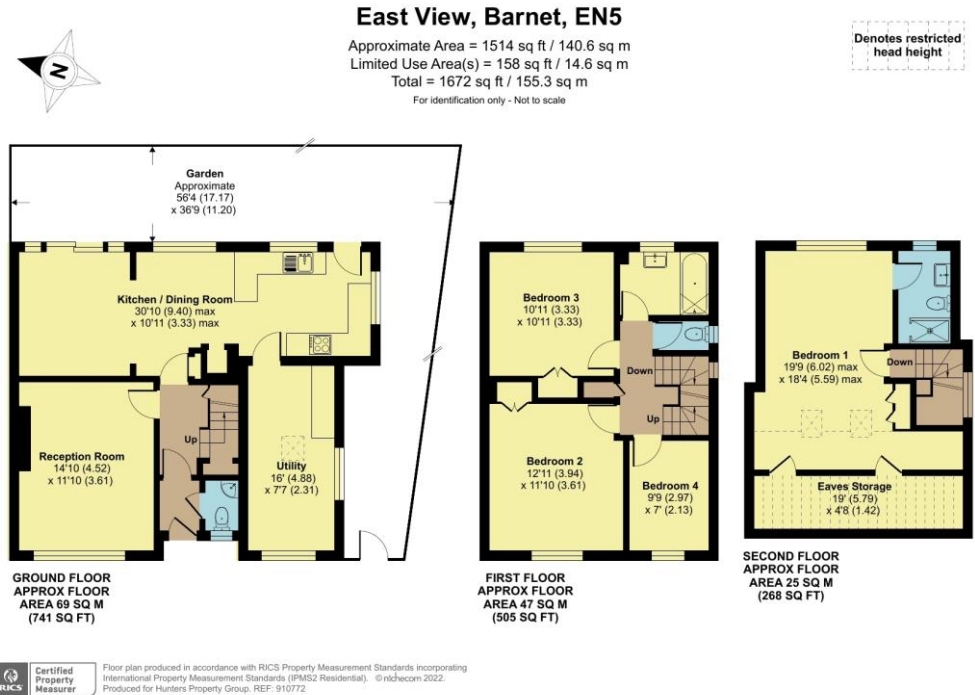 East View, Barnet, EN5
Approximate Area = 1514 sq ft / 140.6 sq m
Limited Use Area(s) = 158 sq ft / 14.6 sq m
Total = 1672 sq ft / 155.3 sq m
For identification only - Not to scale
Denotes restricted
head height
N
Garden
Approximate
56'4 (17.17)
x 36'9 (11.20)
Kitchen / Dining Room
30'10 (9.40) max
x 10'11 (3.33) max
Up
Reception Room
14'10 (4.52)
x 11'10 (3.61)
Utility
16' (4.88)
x 7'7 (2.31)
GROUND FLOOR
APPROX FLOOR
AREA 69 SQ M
(741 SQ FT)
Bedroom 3
10'11 (3.33)
x 10'11 (3.33)
Down
Up
Bedroom 2
12'11 (3.94)
x 11'10 (3.61)
Bedroom 4
9'9 (2.97)
x 7' (2.13)
FIRST FLOOR
APPROX FLOOR
AREA 47 SQ M
(505 SQ FT)
Bedroom 1
19'9 (6.02) max
x 18'4 (5.59) max
Down
Eaves Storage
19' (5.79)
x 4'8 (1.42)
SECOND FLOOR
APPROX FLOOR
AREA 25 SQ M
(268 SQ FT)
RICS
Certified
Property
Measurer
Floor plan produced in accordance with RICS Property Measurement Standards incorporating
International Property Measurement Standards (IPMS2 Residential). © nichecom 2022.
Produced for Hunters Property Group. REF: 910772